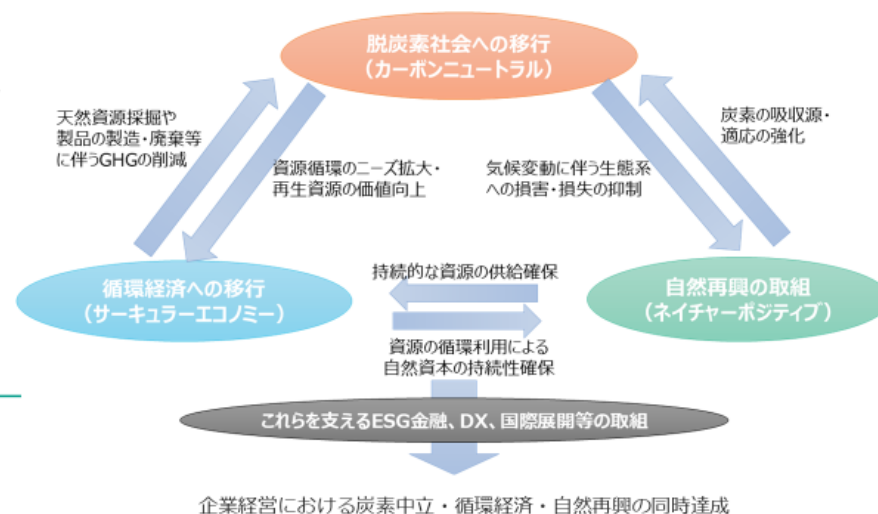 脱炭素社会への移行
（カーボンニュートラル）
天然資源採掘や
製品の製造・廃棄等
に伴うGHGの削減
資源循環のニーズ拡大・
再生資源の価値向上
気候変動に伴う生態系
への損害・損失の抑制
炭素の吸収源・
適応の強化
循環経済への移行
（サーキュラーエコノミー）
持続的な資源の供給確保
資源の循環利用による
自然資本の持続性確保
自然再興の取組
（ネイチャーポジティブ）
これらを支えるESG金融、DX、国際展開等の取組
企業経営における炭素中立・循環経済・自然再興の同時達成